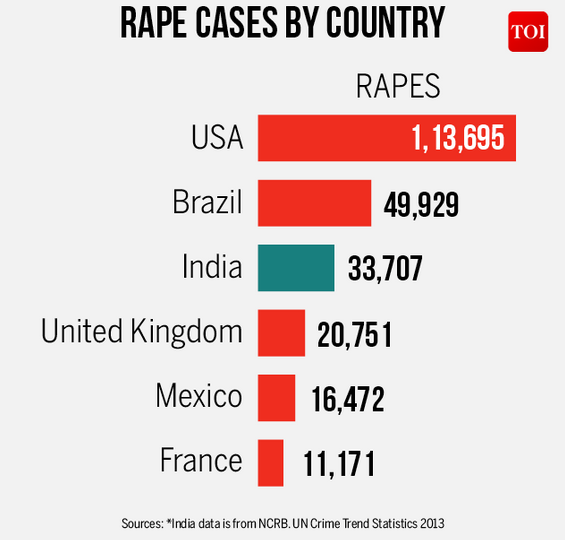 RAPE CASES BY COUNTRY
TOI
RAPES
USA 1,13,695
Brazil 49,929
India 33,707
United Kingdom 20,751
Mexico 16,472
France 11,171
Sources: *India data is from NCRB. UN Crime Trend Statistics 2013